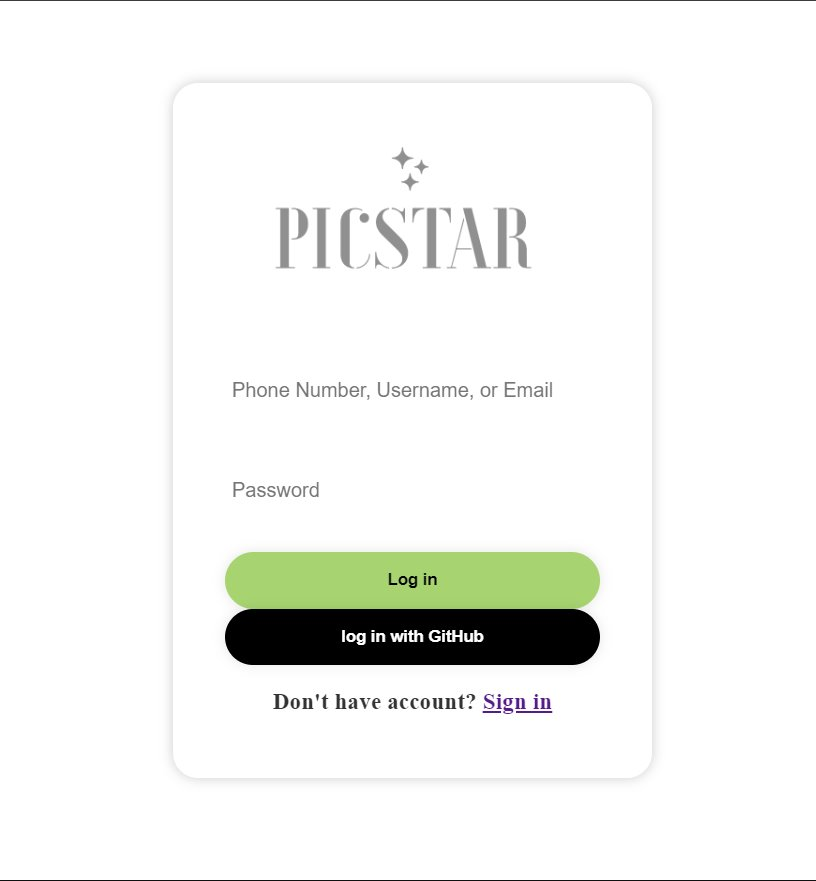 PICSTAR
Phone Number, Username, or Email
Password
Log in
log in with GitHub
Don't have account? Sign in